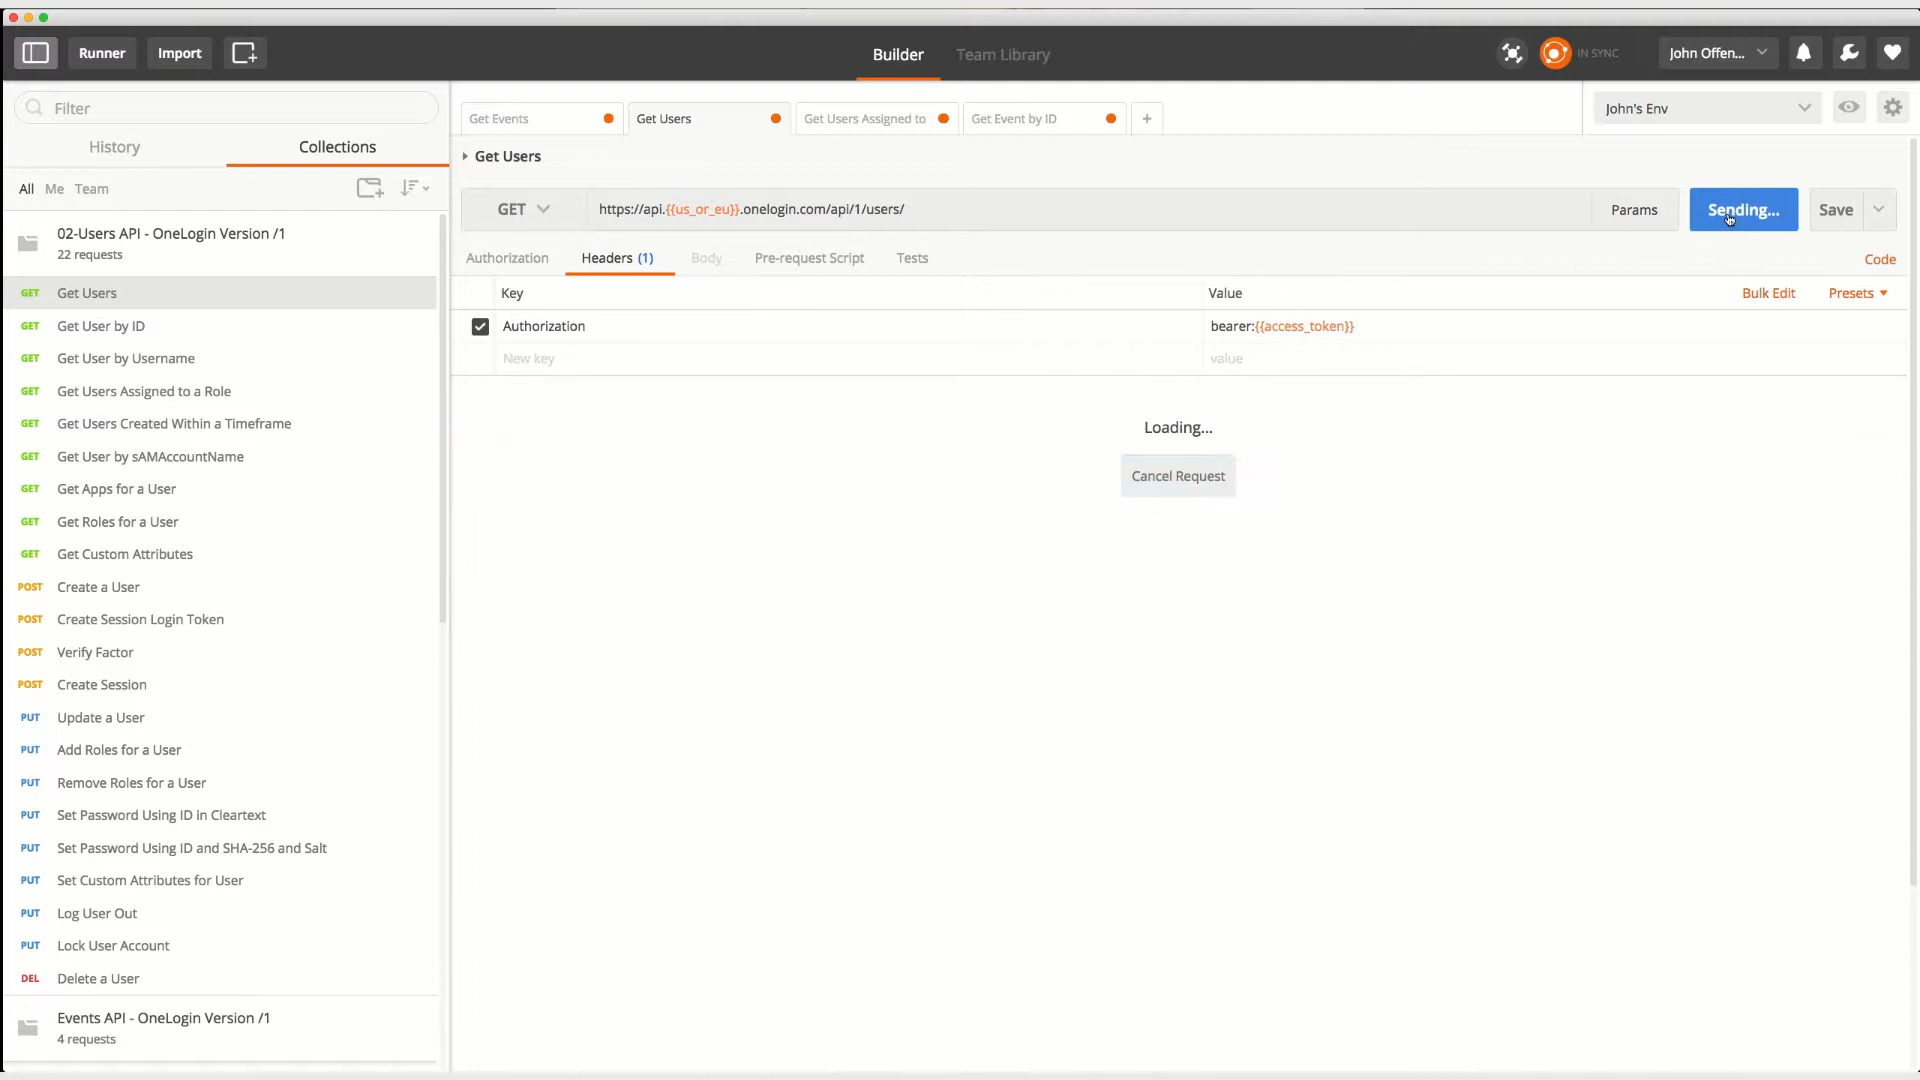 Runner
Import
Builder
Team Library
IN SYNC
John Offen...
Filter
History
Collections
All Me Team
02-Users API - OneLogin Version /1
22 requests
GET Get Users
GET Get User by ID
GET Get User by Username
GET Get Users Assigned to a Role
GET Get Users Created Within a Timeframe
GET Get User by sAMAccountName
GET Get Apps for a User
GET Get Roles for a User
GET Get Custom Attributes
POST Create a User
POST Create Session Login Token
POST Verify Factor
POST Create Session
PUT Update a User
PUT Add Roles for a User
PUT Remove Roles for a User
PUT Set Password Using ID in Cleartext
PUT Set Password Using ID and SHA-256 and Salt
PUT Set Custom Attributes for User
PUT Log User Out
PUT Lock User Account
DEL Delete a User
Events API - OneLogin Version /1
4 requests
Get Events
Get Users
Get Users Assigned to
Get Event by ID
+
John's Env
Get Users
GET
https://api.{{us_or_eu}}.onelogin.com/api/1/users/
Params
Sending...
Save
Authorization
Headers (1)
Body
Pre-request Script
Tests
Code
Key
Value
Bulk Edit
Presets
Authorization
bearer:{{access_token}}
New key
value
Loading...
Cancel Request